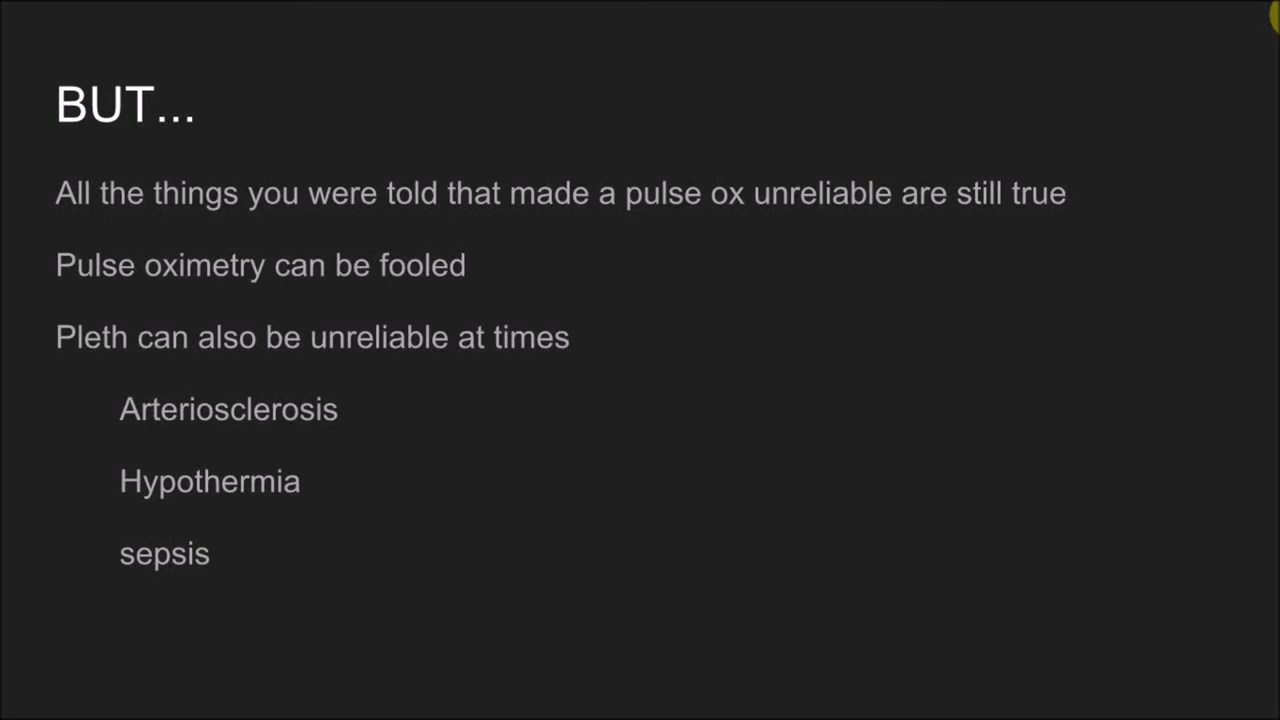 BUT...
All the things you were told that made a pulse ox unreliable are still true
Pulse oximetry can be fooled
Pleth can also be unreliable at times
Arteriosclerosis
Hypothermia
sepsis